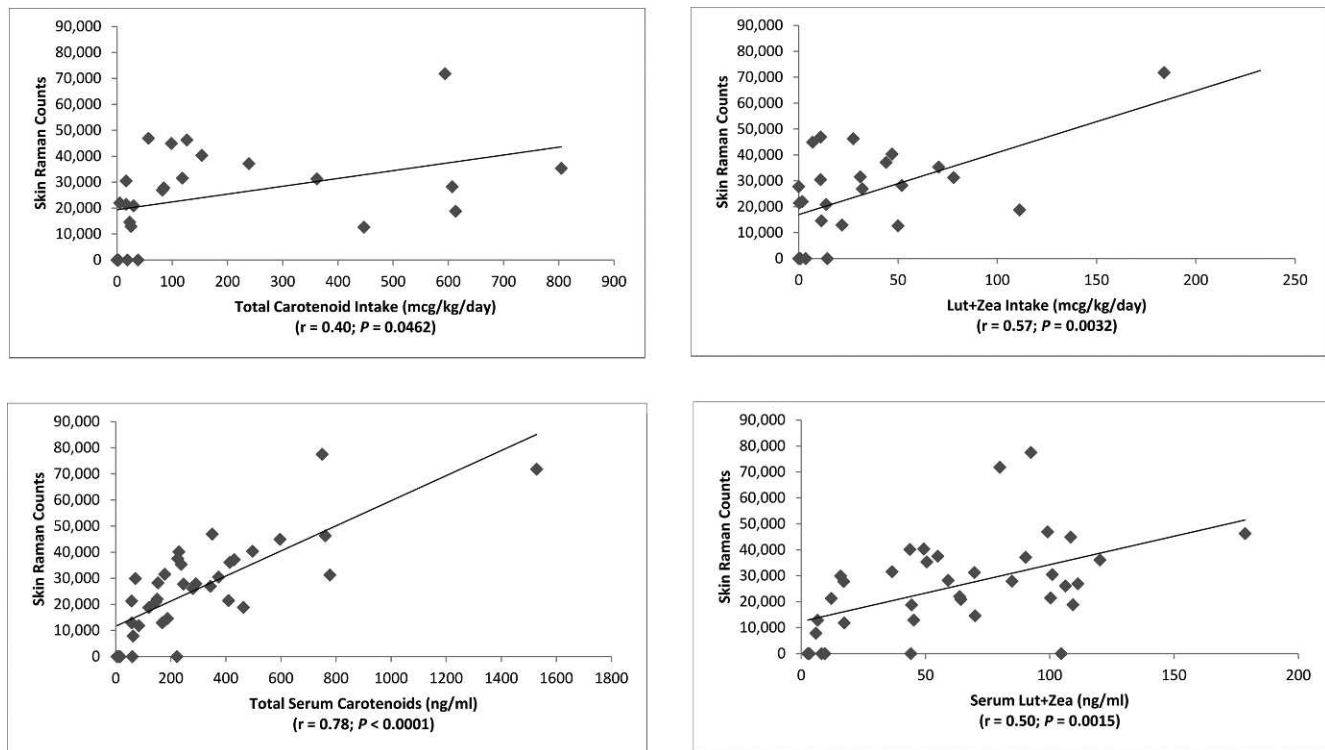 90,000
80,000
70,000
60,000
50,000
40,000
30,000
20,000
10,000
0
Skin Raman Counts
0 100 200 300 400 500 600 700 800 900
Total Carotenoid Intake (mcg/kg/day)
(r = 0.40; P = 0.0462)
90,000
80,000
70,000
60,000
50,000
40,000
30,000
20,000
10,000
0
Skin Raman Counts
0 50 100 150 200 250
Lut+Zea Intake (mcg/kg/day)
(r = 0.57; P = 0.0032)
90,000
80,000
70,000
60,000
50,000
40,000
30,000
20,000
10,000
0
Skin Raman Counts
0 200 400 600 800 1000 1200 1400 1600 1800
Total Serum Carotenoids (ng/ml)
(r = 0.78; P < 0.0001)
90,000
80,000
70,000
60,000
50,000
40,000
30,000
20,000
10,000
0
Skin Raman Counts
0 50 100 150 200
Serum Lut+Zea (ng/ml)
(r = 0.50; P = 0.0015)